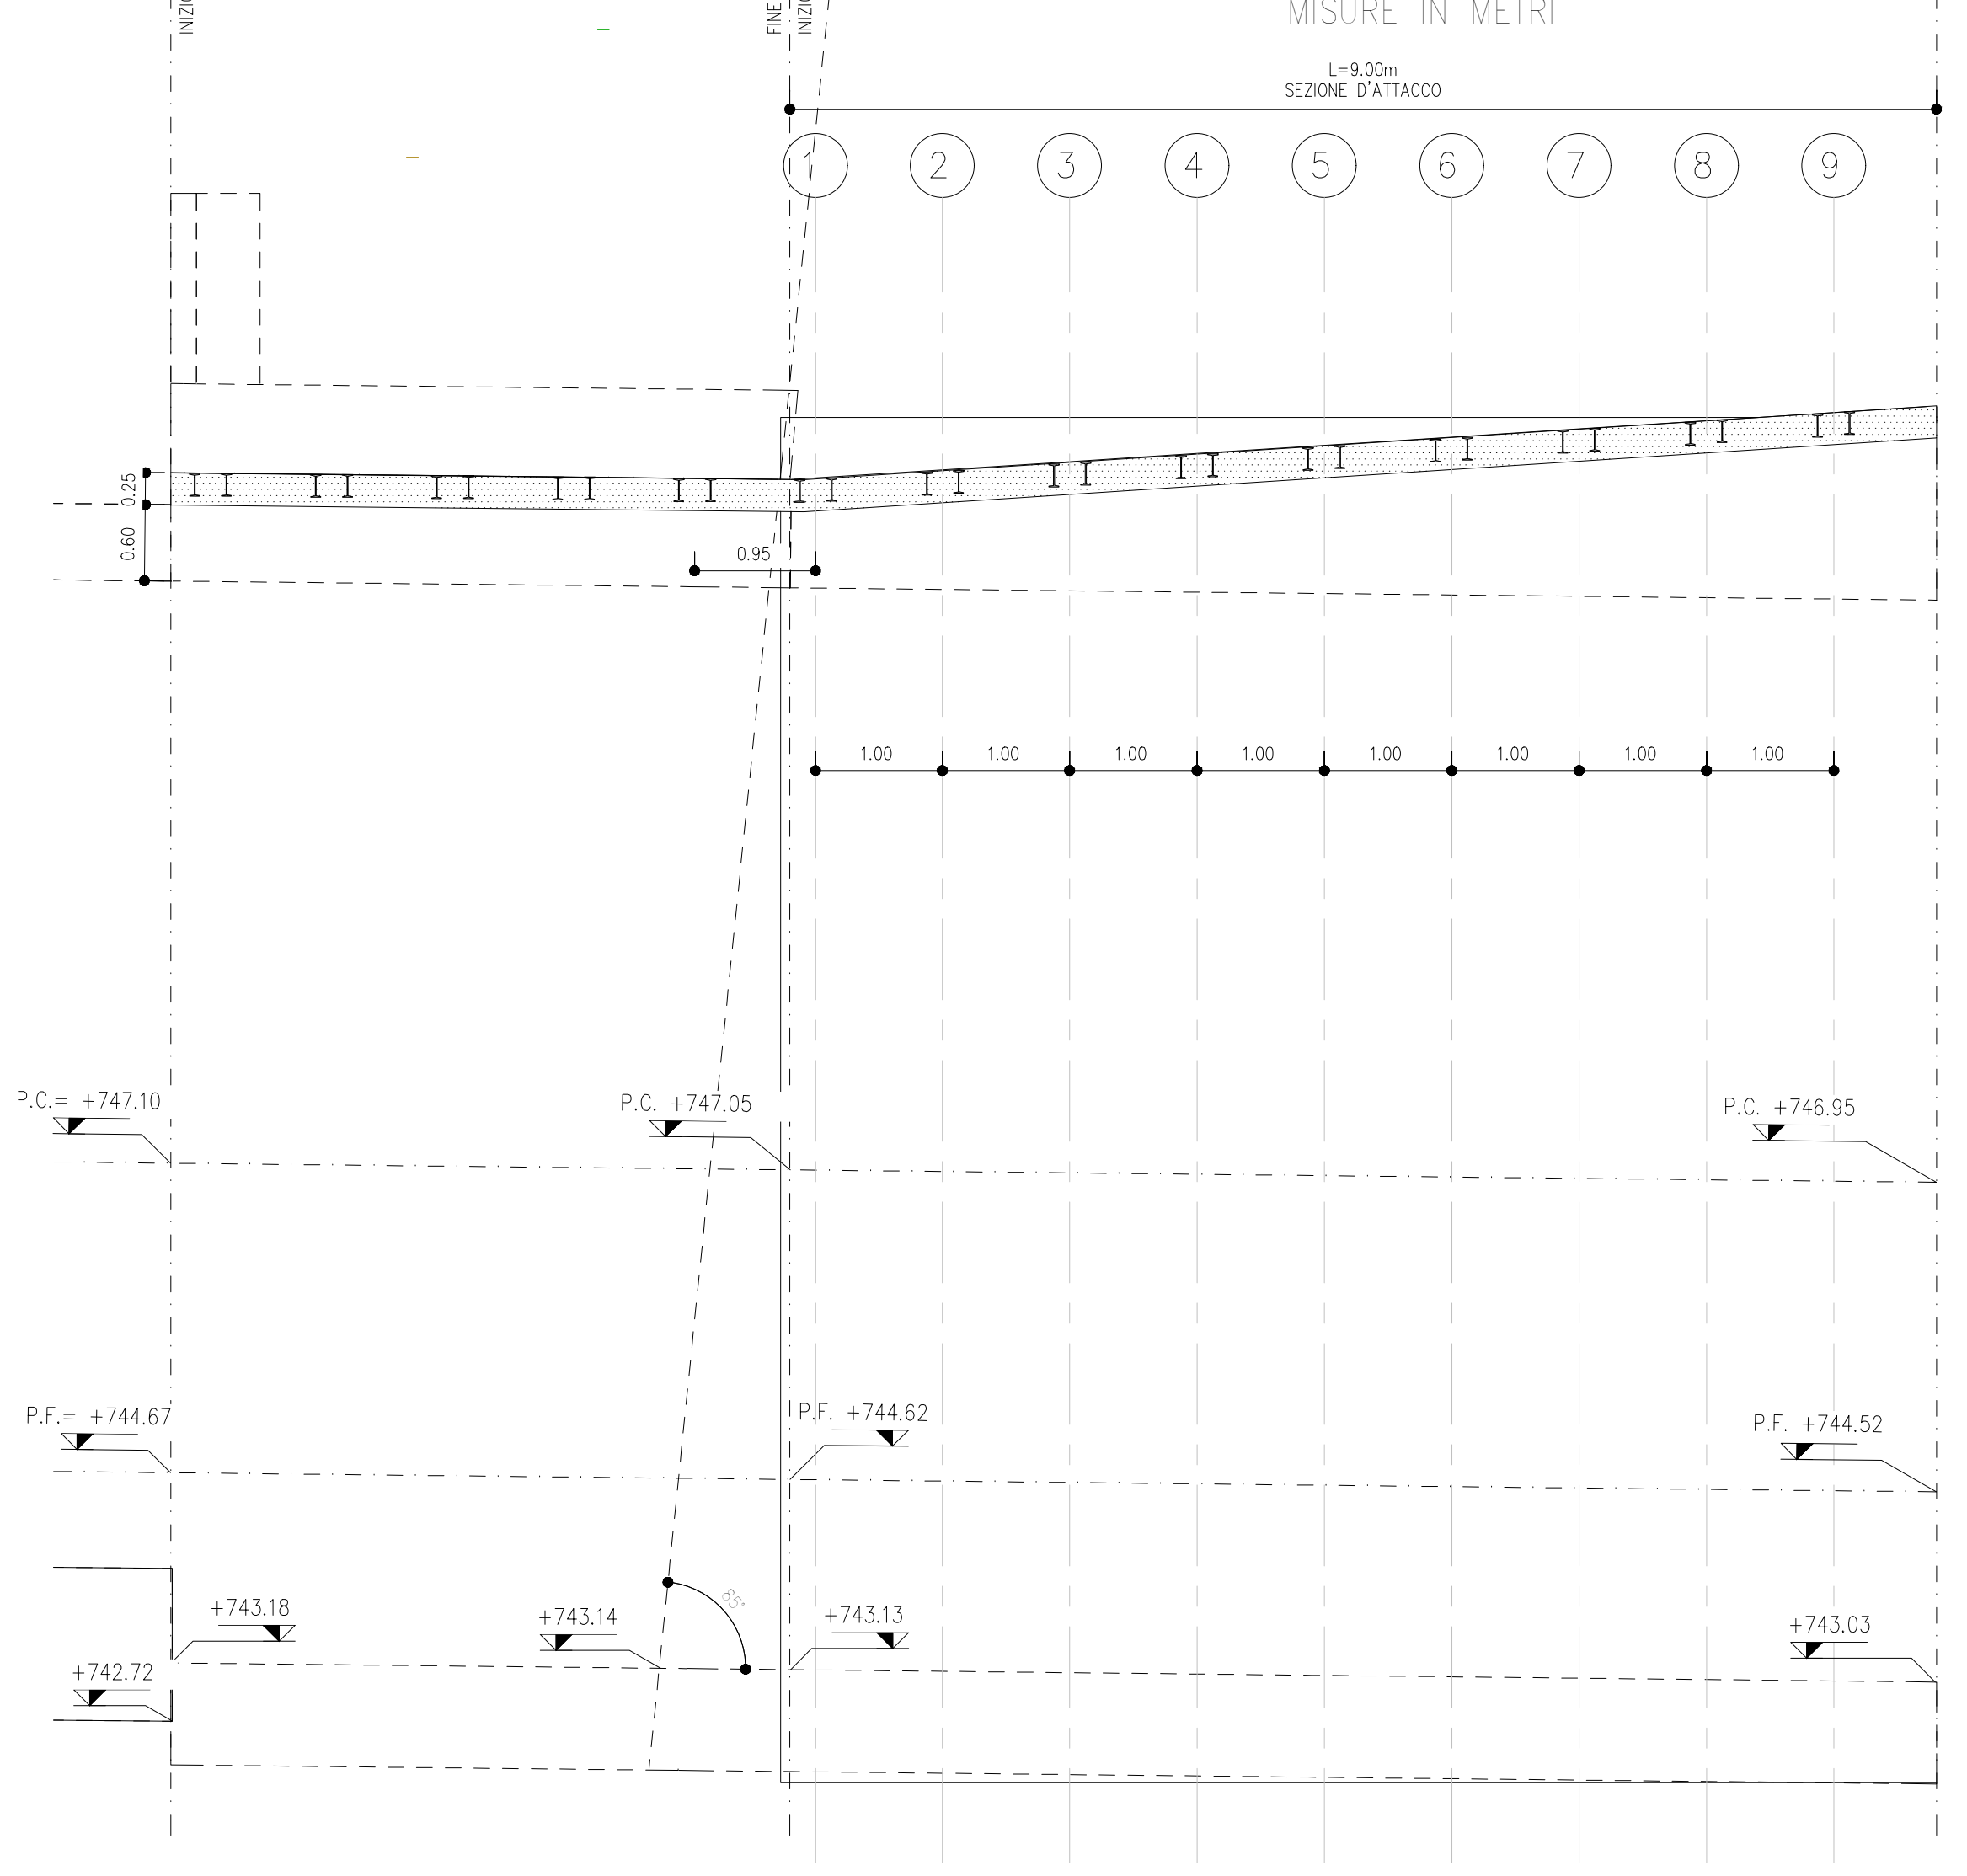 MISURE IN METRI
FINE
L=9.00m
SEZIONE D'ATTACCO
1 2 3 4 5 6 7 8 9
0.25
0.60
0.95
1.00 1.00 1.00 1.00 1.00 1.00 1.00 1.00
P.C.= +747.10
P.C. +747.05
P.C. +746.95
P.F.= +744.67
P.F. +744.62
P.F. +744.52
85°
+743.18
+743.14
+743.13
+743.03
+742.72